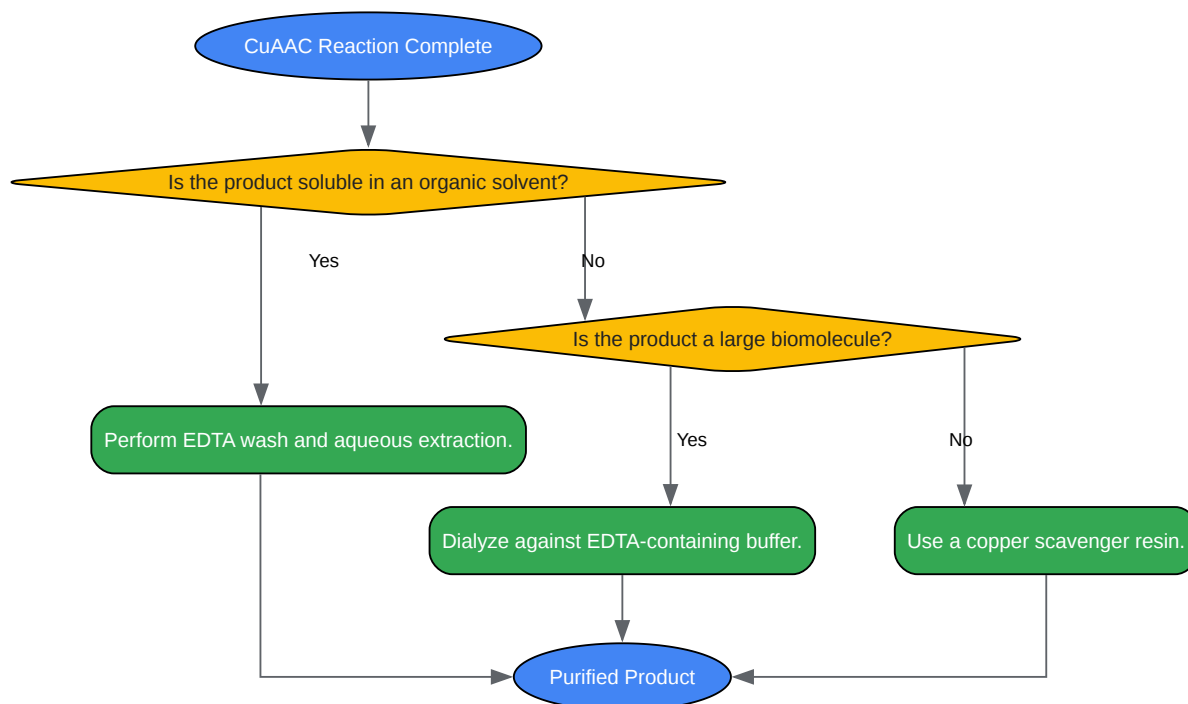 CuAAC Reaction Complete
Is the product soluble in an organic solvent?
Yes
No
Is the product a large biomolecule?
Perform EDTA wash and aqueous extraction.
Yes
No
Dialyze against EDTA-containing buffer.
Use a copper scavenger resin.
Purified Product